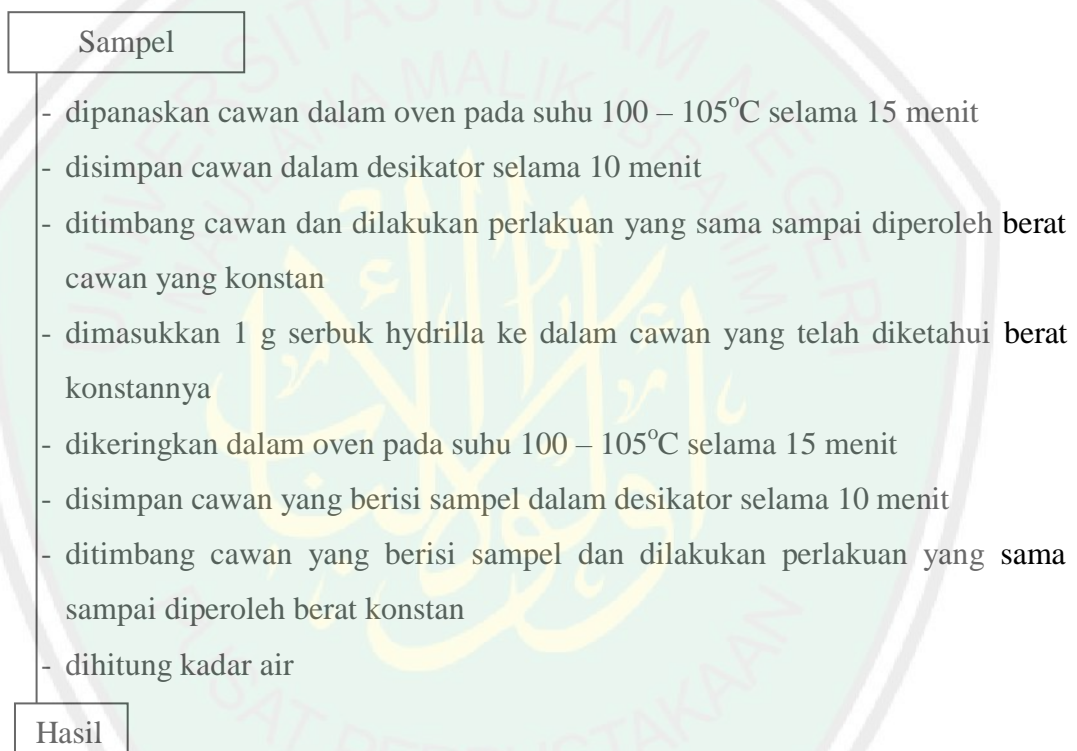 Sampel
- dipanaskan cawan dalam oven pada suhu 100 – 105°C selama 15 menit
- disimpan cawan dalam desikator selama 10 menit
- ditimbang cawan dan dilakukan perlakuan yang sama sampai diperoleh berat
cawan yang konstan
- dimasukkan 1 g serbuk hydrilla ke dalam cawan yang telah diketahui berat
konstannya
- dikeringkan dalam oven pada suhu 100 – 105°C selama 15 menit
- disimpan cawan yang berisi sampel dalam desikator selama 10 menit
- ditimbang cawan yang berisi sampel dan dilakukan perlakuan yang sama
sampai diperoleh berat konstan
- dihitung kadar air
Hasil